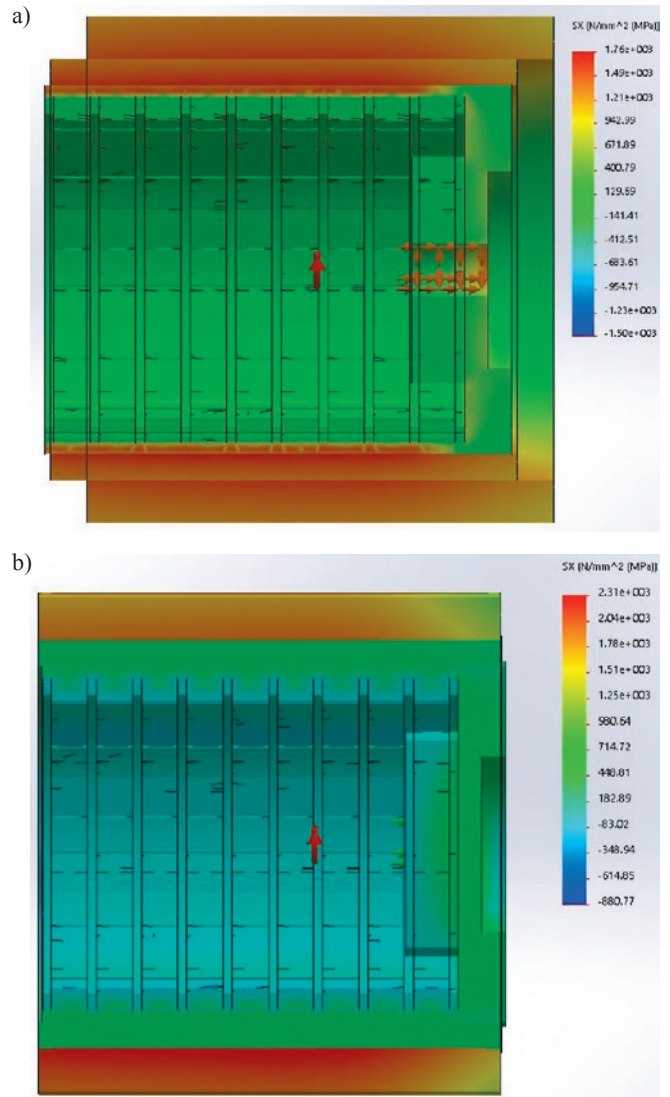 a)
SX (N/mm^2 (MPa))
1.76e+003
1.49e+003
1.21e+003
942.99
671.89
400.79
129.69
-141.41
-412.51
-683.61
-954.71
-1.23e+003
-1.50e+003
b)
SX (N/mm^2 (MPa))
2.31e+003
2.04e+003
1.78e+003
1.51e+003
1.25e+003
980.64
714.72
448.81
182.89
-83.02
-348.94
-614.85
-880.77